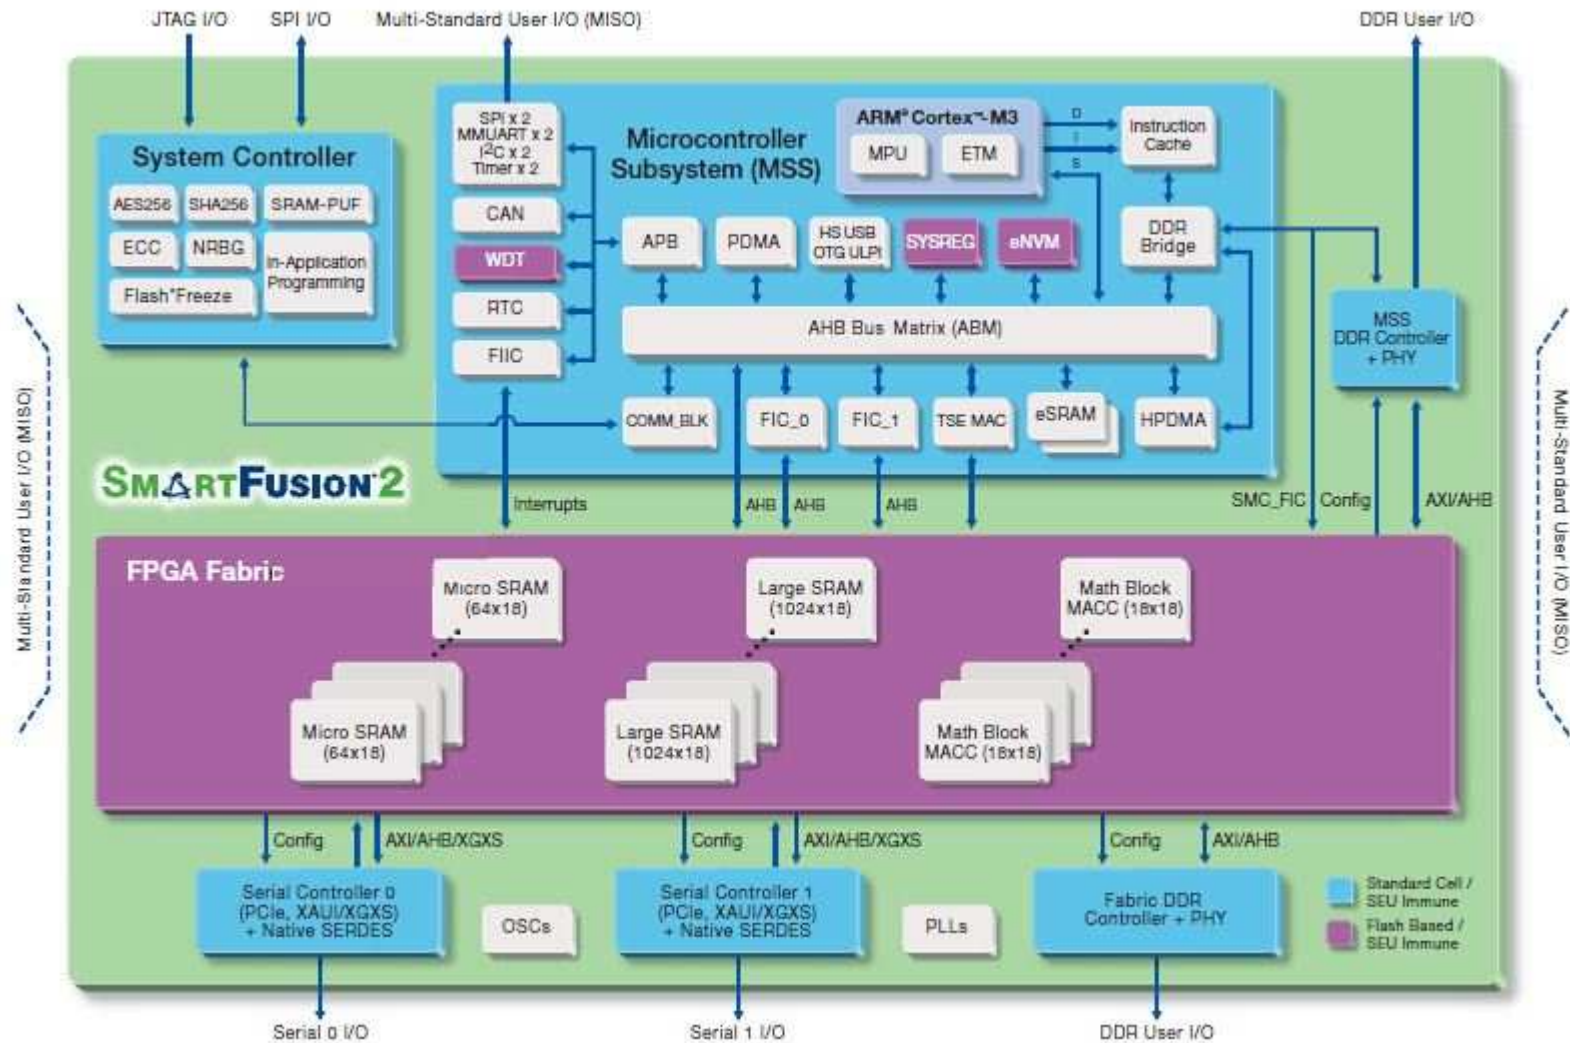 JTAG I/O
SPI I/O
Multi-Standard User I/O (MISO)
DDR User I/O
System Controller
AES256
SHA256
SRAM-PUF
ECC
NRBG
In-Application
Programming
Flash*Freeze
SPI x 2
MMUART x 2
I2C x 2
Timer x 2
CAN
WDT
RTC
FIIC
Microcontroller
Subsystem (MSS)
ARM® Cortex™-M3
MPU
ETM
D
I
S
Instruction
Cache
DDR
Bridge
APB
PDMA
HS USB
OTG ULPI
SYSREG
eNVM
AHB Bus Matrix (ABM)
COMM_BLK
FIC_0
FIC_1
TSE MAC
eSRAM
HPDMA
MSS
DDR Controller
+ PHY
Multi-Standard User I/O (MISO)
Multi-Standard User I/O (MISO)
SMARTFUSION®2
Interrupts
AHB
AHB
AHB
SMC_FIC
Config
AXI/AHB
FPGA Fabric
Micro SRAM
(64x18)
Large SRAM
(1024x18)
Math Block
MACC (18x18)
Micro SRAM
(64x18)
Large SRAM
(1024x18)
Math Block
MACC (18x18)
Config
AXI/AHB/XGXS
Config
AXI/AHB/XGXS
Config
AXI/AHB
Serial Controller 0
(PCIe, XAUI/XGXS)
+ Native SERDES
OSCs
Serial Controller 1
(PCIe, XAUI/XGXS)
+ Native SERDES
PLLs
Fabric DDR
Controller + PHY
Standard Cell /
SEU Immune
Flash Based /
SEU Immune
Serial 0 I/O
Serial 1 I/O
DDR User I/O